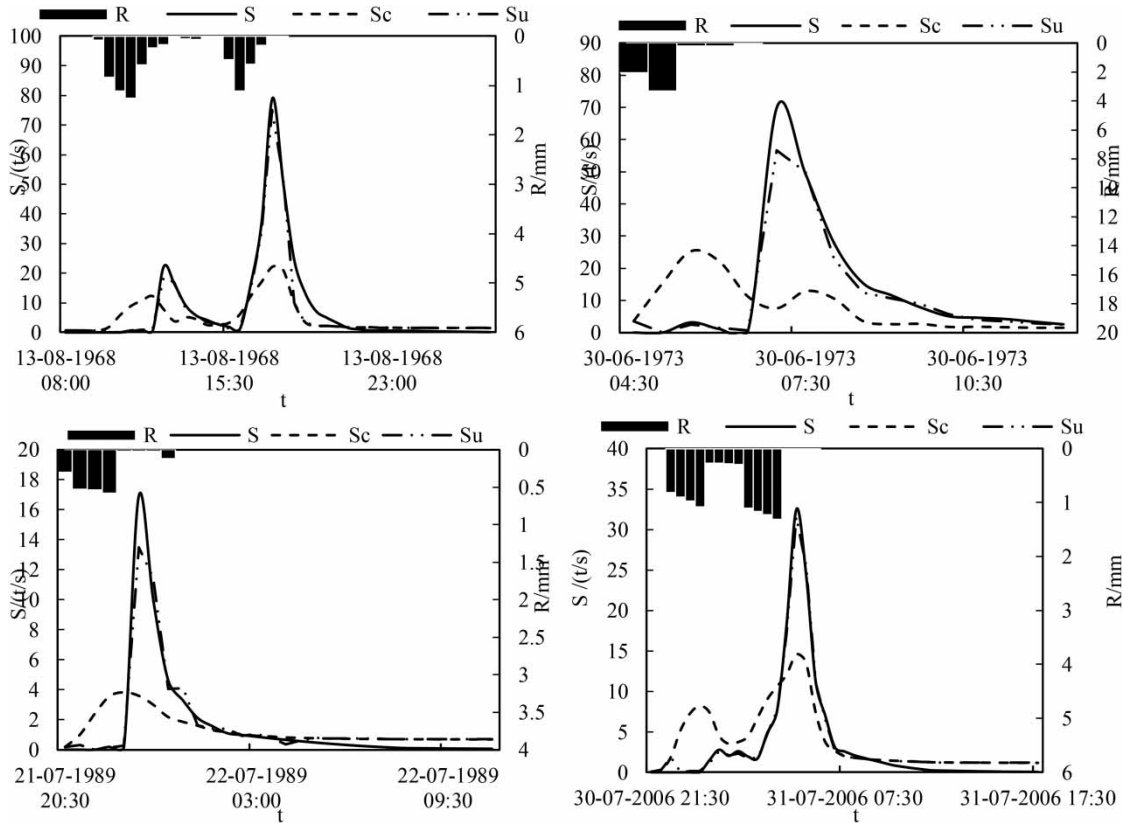 R S Sc Su
100 90 80 70 60 50 40 30 20 10 0
S /(t/s)
0 1 2 3 4 5 6
R/mm
13-08-1968 13-08-1968 13-08-1968
08:00 15:30 23:00
t
R S Sc Su
90 80 70 60 50 40 30 20 10 0
S/(t/s)
0 2 4 6 8 10 12 14 16 18 20
R/mm
30-06-1973 30-06-1973 30-06-1973
04:30 07:30 10:30
t
R S Sc Su
20 18 16 14 12 10 8 6 4 2 0
S/(t/s)
0 0.5 1 1.5 2 2.5 3 3.5 4
R/mm
21-07-1989 22-07-1989 22-07-1989
20:30 03:00 09:30
t
R S Sc Su
40 35 30 25 20 15 10 5 0
S /(t/s)
0 1 2 3 4 5 6
R/mm
30-07-2006 21:30 31-07-2006 07:30 31-07-2006 17:30
t